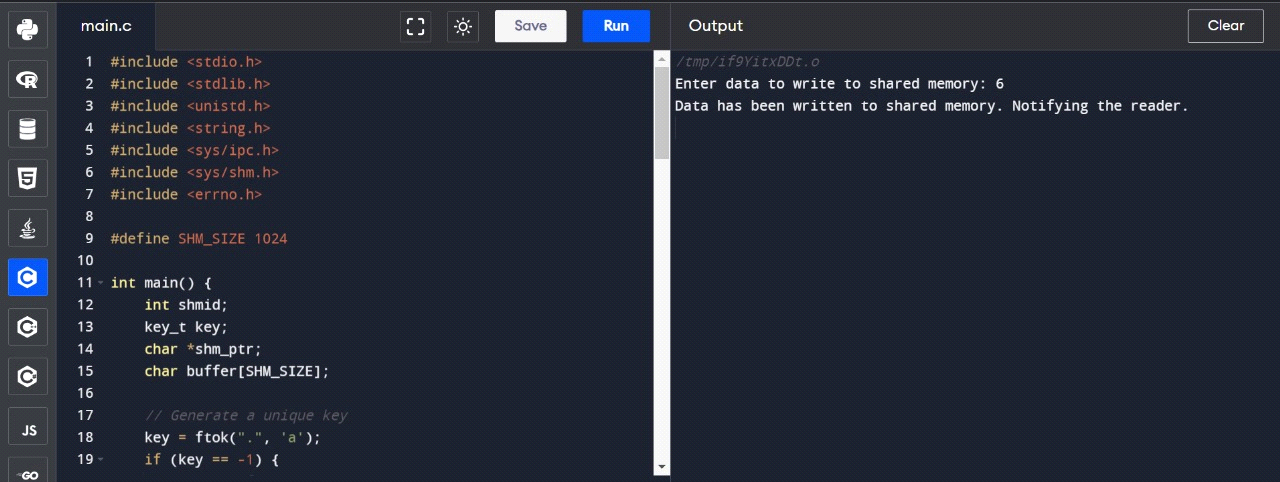 main.c
Save
Run
Output
Clear
1 #include <stdio.h>
2 #include <stdlib.h>
3 #include <unistd.h>
4 #include <string.h>
5 #include <sys/ipc.h>
6 #include <sys/shm.h>
7 #include <errno.h>
8
9 #define SHM_SIZE 1024
10
11 int main() {
12     int shmid;
13     key_t key;
14     char *shm_ptr;
15     char buffer[SHM_SIZE];
16
17     // Generate a unique key
18     key = ftok(".", 'a');
19     if (key == -1) {
/tmp/if9YitxDDt.o
Enter data to write to shared memory: 6
Data has been written to shared memory. Notifying the reader.
R
5
C
C
C
JS
GO